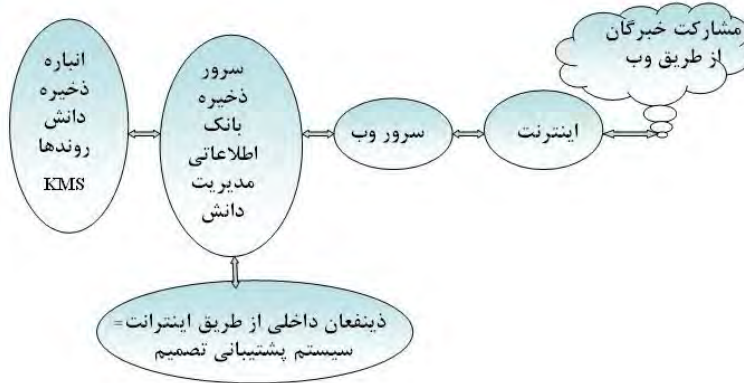 مشارکت خبرگان
از طریق وب
اینترنت
سرور وب
سرور
ذخیره
بانک
اطلاعاتی
مدیریت
دانش
انباره
ذخیره
دانش
روندها
KMS
ذینفعان داخلی از طریق اینترانت=
سیستم پشتیبانی تصمیم